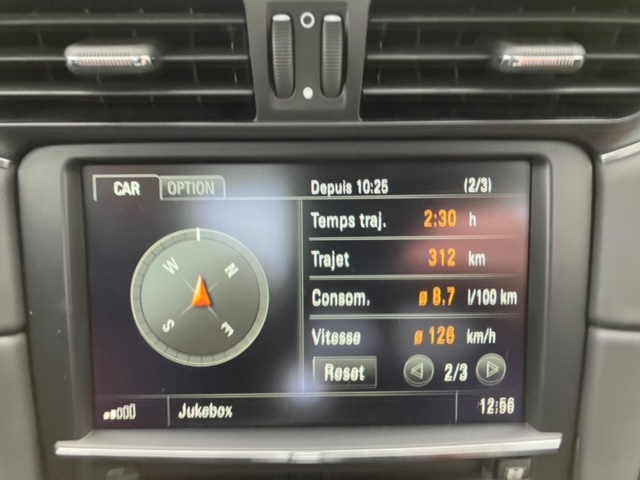 CAR OPTION Depuis 10:25 (2/3)
Temps traj. 2:30 h
Trajet 312 km
Consom. ø 9,7 l/100 km
Vitesse ø 126 km/h
W N
S E
Reset 2/3
Jukebox 12:56